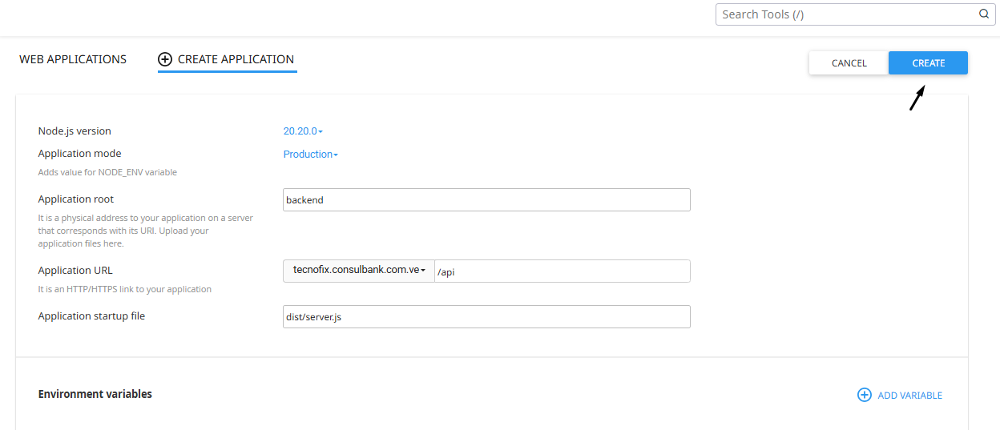 Search Tools (/)
WEB APPLICATIONS
CREATE APPLICATION
CANCEL
CREATE
Node.js version
20.20.0
Application mode
Production
Adds value for NODE_ENV variable
Application root
backend
It is a physical address to your application on a server
that corresponds with its URI. Upload your
application files here.
Application URL
tecnofix.consulbank.com.ve
/api
It is an HTTP/HTTPS link to your application
Application startup file
dist/server.js
Environment variables
ADD VARIABLE